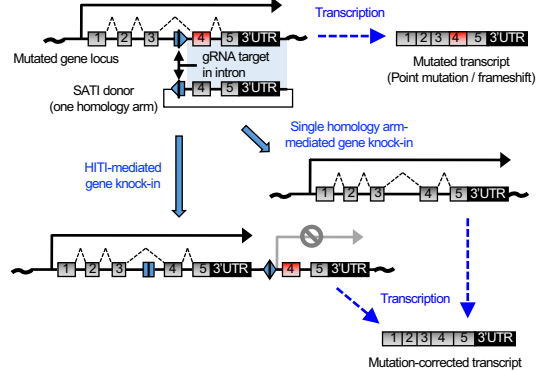 Transcription
1 2 3 4 5 3'UTR
Mutated gene locus
gRNA target
in intron
1 2 3 4 5 3'UTR
Mutated transcript
(Point mutation / frameshift)
SATI donor
(one homology arm)
4 5 3'UTR
HITI-mediated
gene knock-in
Single homology arm-
mediated gene knock-in
1 2 3 4 5 3'UTR
1 2 3 4 5 3'UTR 4 5 3'UTR
Transcription
1 2 3 4 5 3'UTR
Mutation-corrected transcript